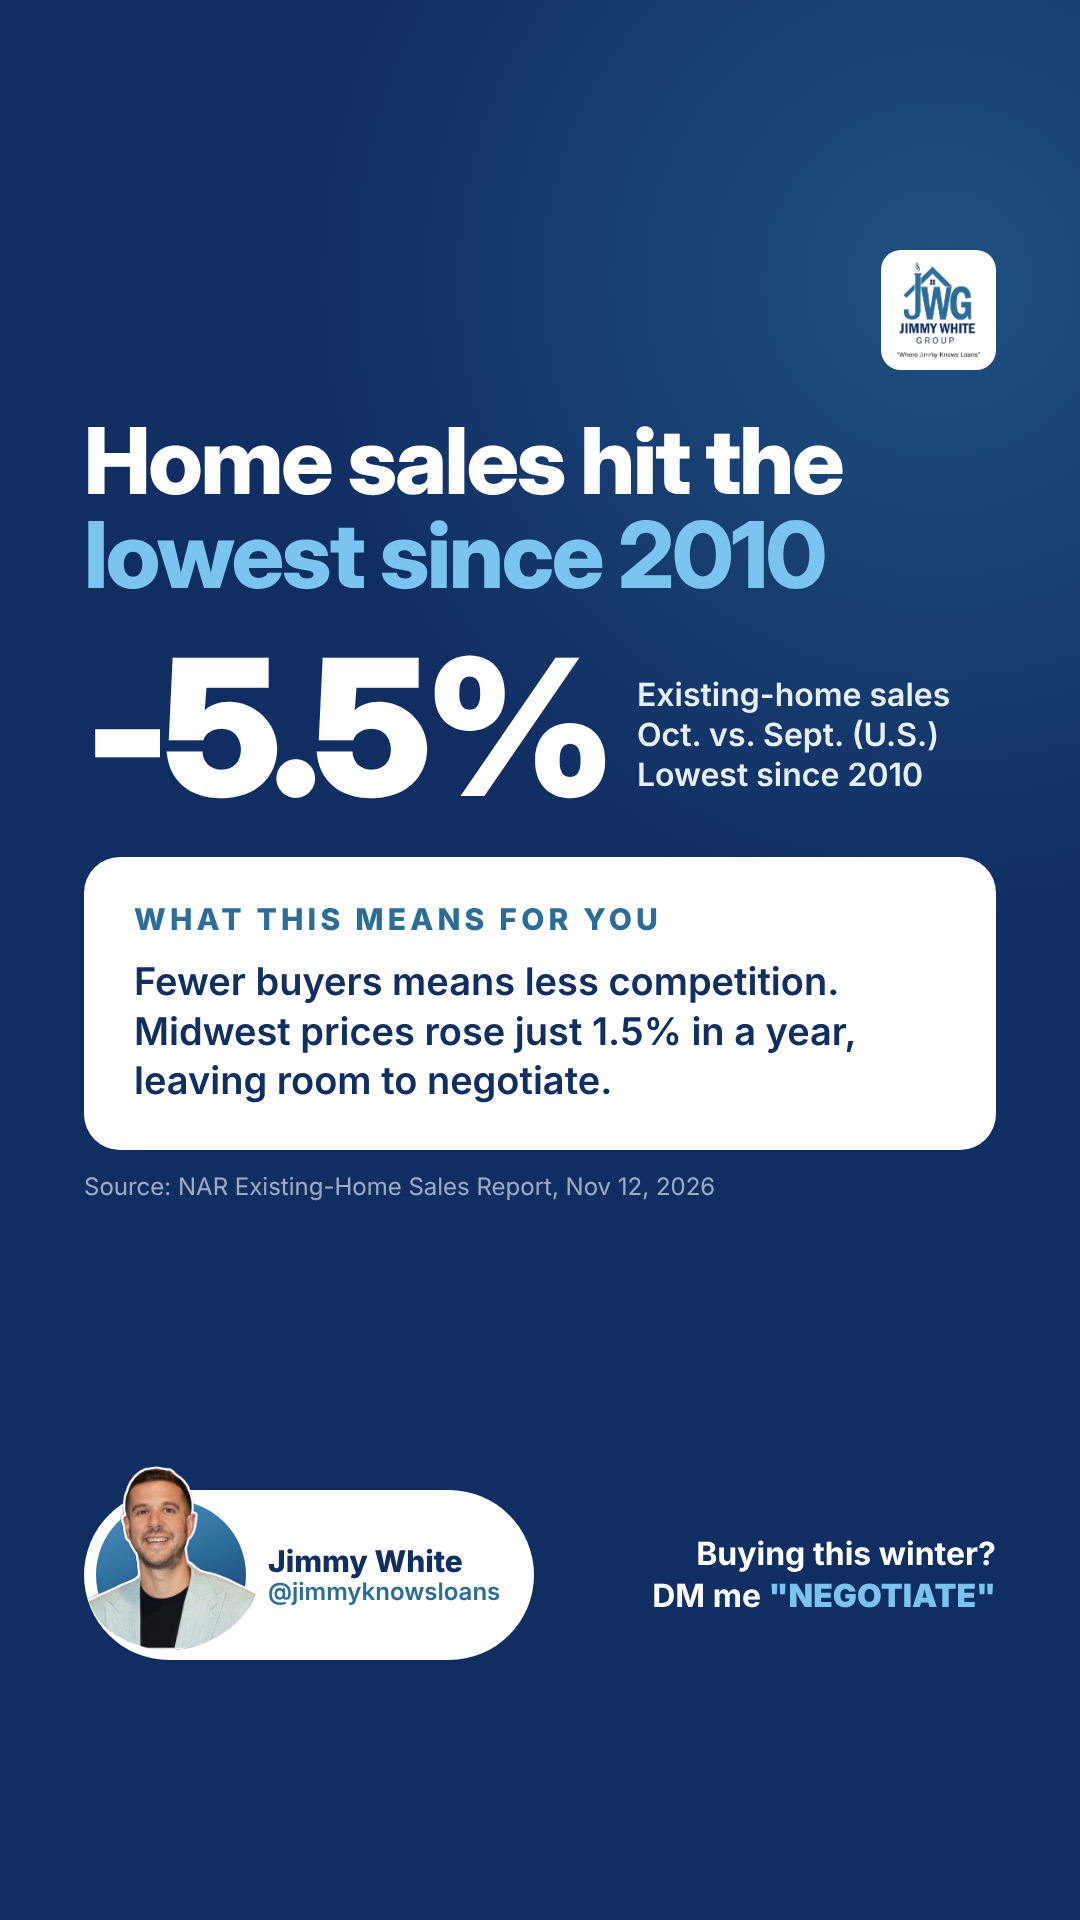 JWG
JIMMY WHITE
GROUP
"Where Jimmy Knows Loans"
Home sales hit the
lowest since 2010
-5.5%
Existing-home sales
Oct. vs. Sept. (U.S.)
Lowest since 2010
WHAT THIS MEANS FOR YOU
Fewer buyers means less competition.
Midwest prices rose just 1.5% in a year,
leaving room to negotiate.
Source: NAR Existing-Home Sales Report, Nov 12, 2026
Jimmy White
@jimmyknowsloans
Buying this winter?
DM me "NEGOTIATE"